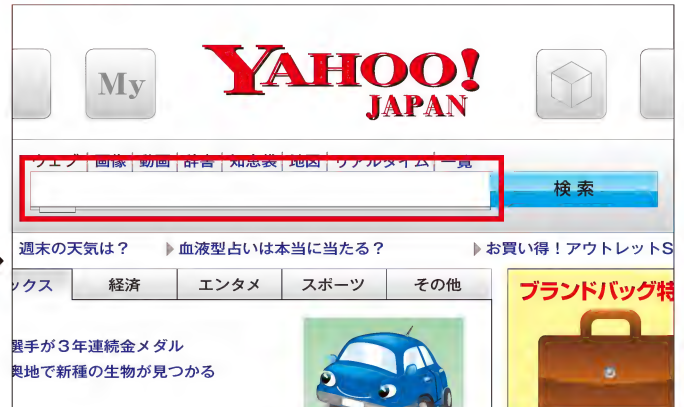 My
YAHOO!
JAPAN
ウェブ 画像 動画 辞書 知恵袋 地図 リアルタイム 一覧
検索
週末の天気は？ 血液型占いは本当に当たる？ お買い得！アウトレットS
ックス 経済 エンタメ スポーツ その他
ブランドバッグ特
選手が３年連続金メダル
奥地で新種の生物が見つかる